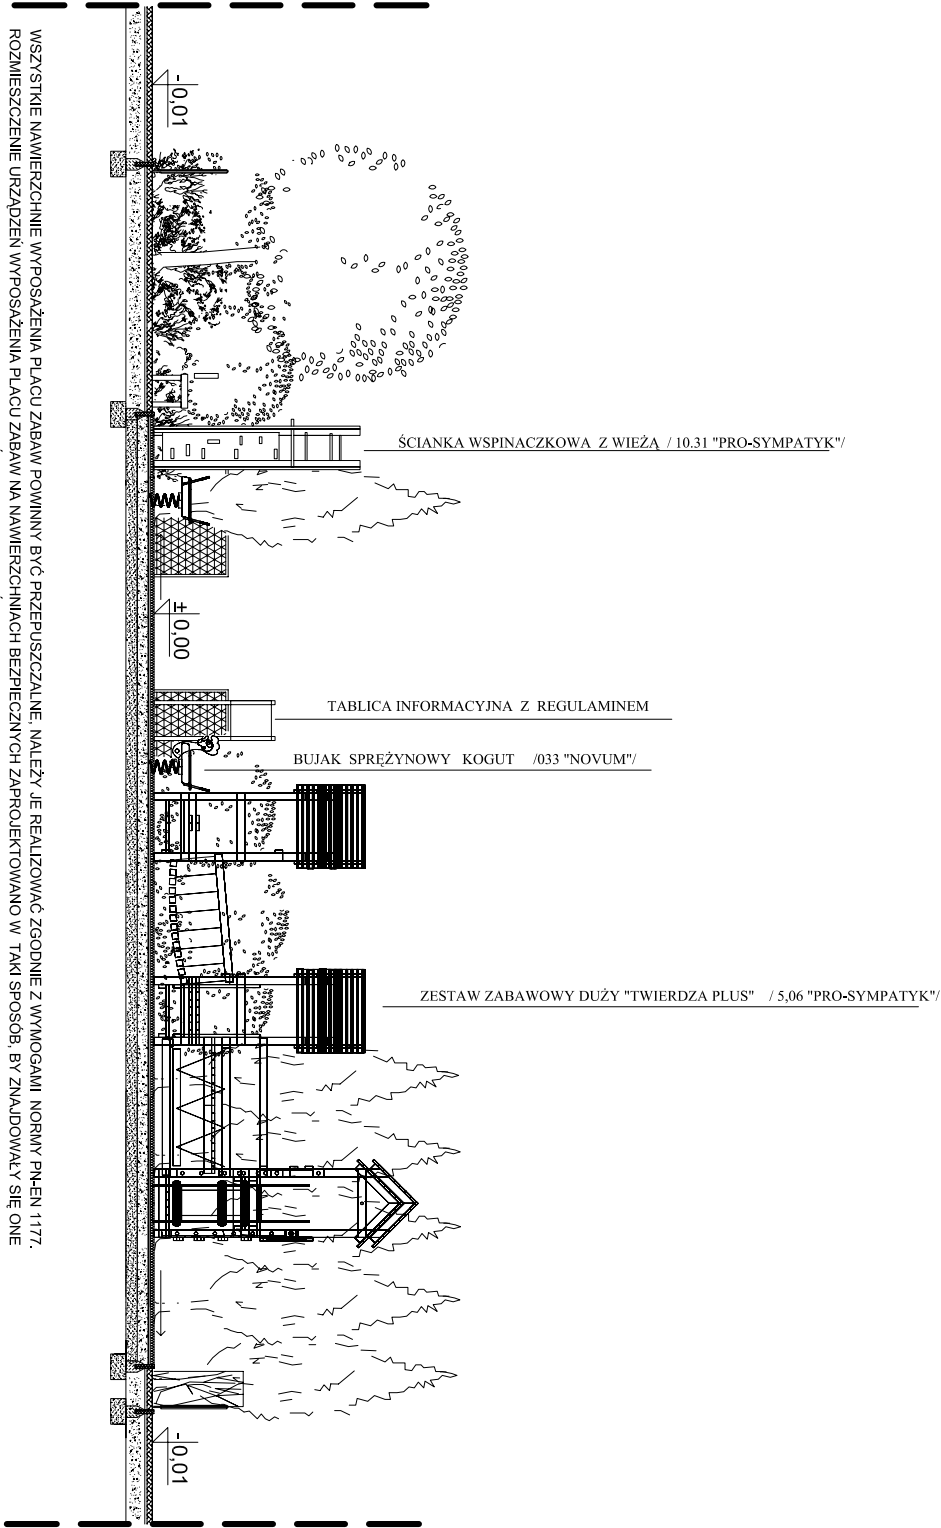 -0,01
ŚCIANKA WSPINACZKOWA Z WIEŻĄ / 10.31 "PRO-SYMPATYK"/
±0,00
TABLICA INFORMACYJNA Z REGULAMINEM
BUJAK SPRĘŻYNOWY KOGUT /033 "NOVUM"/
ZESTAW ZABAWOWY DUŻY "TWIERDZA PLUS" / 5,06 "PRO-SYMPATYK"/
-0,01
WSZYSTKIE NAWIERZCHNIE WYPOSAŻENIA PLACU ZABAW POWINNY BYĆ PRZEPUSZCZALNE, NALEŻY JE REALIZOWAĆ ZGODNIE Z WYMOGAMI NORMY PN-EN 1177.
ROZMIESZCZENIE URZĄDZEŃ WYPOSAŻENIA PLACU ZABAW NA NAWIERZCHNIACH BEZPIECZNYCH ZAPROJEKTOWANO W TAKI SPOSÓB, BY ZNAJDOWAŁY SIĘ ONE